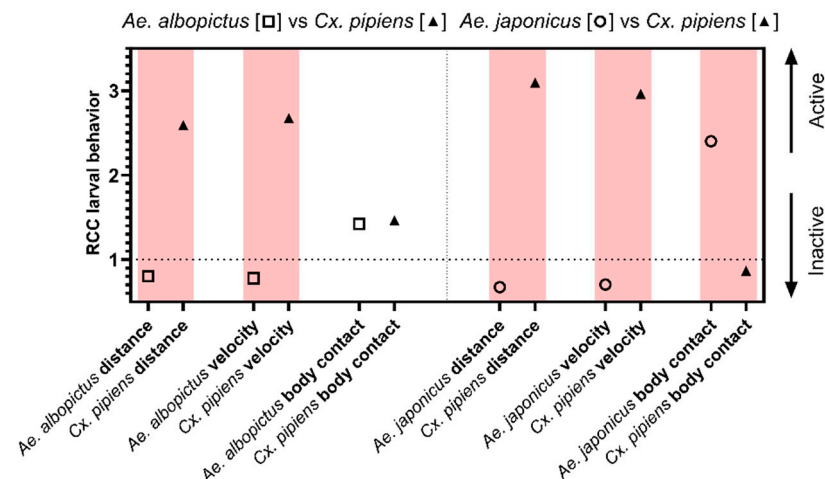 Ae. albopictus [□] vs Cx. pipiens [▲] Ae. japonicus [○] vs Cx. pipiens [▲]
RCC larval behavior
3
2
1
Active
Inactive
Ae. albopictus distance
Cx. pipiens distance
Ae. albopictus velocity
Cx. pipiens velocity
Ae. albopictus body contact
Cx. pipiens body contact
Ae. japonicus distance
Cx. pipiens distance
Ae. japonicus velocity
Cx. pipiens velocity
Ae. japonicus body contact
Cx. pipiens body contact